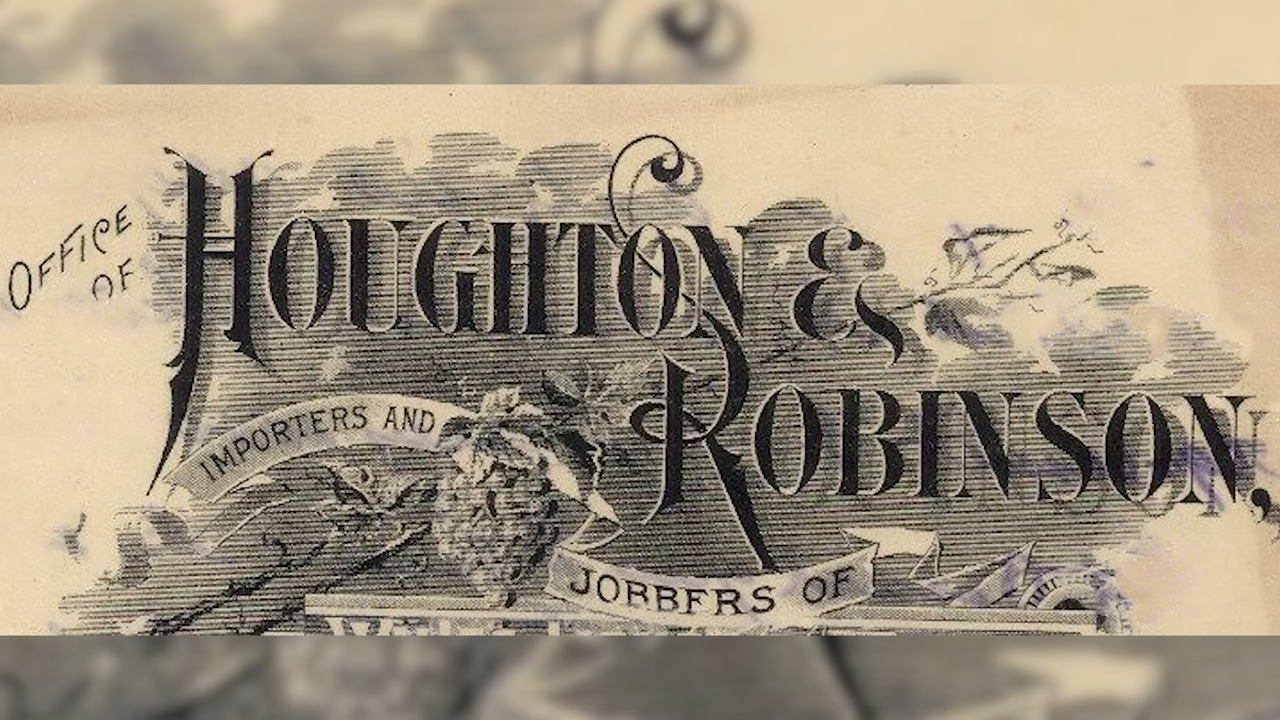 OFFICE
OF
HOUGHTON &
ROBINSON,
IMPORTERS AND
JOBBERS OF